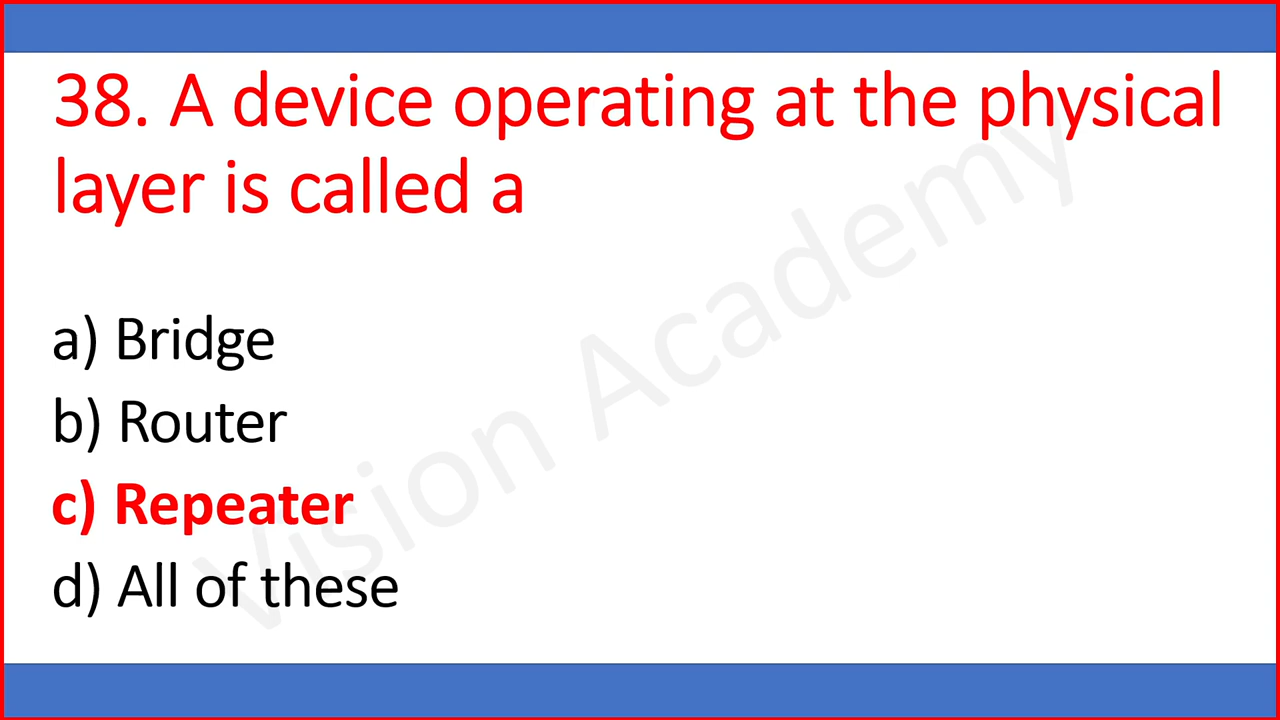 38. A device operating at the physical
layer is called a
a) Bridge
b) Router
c) Repeater
d) All of these
Vision Academy